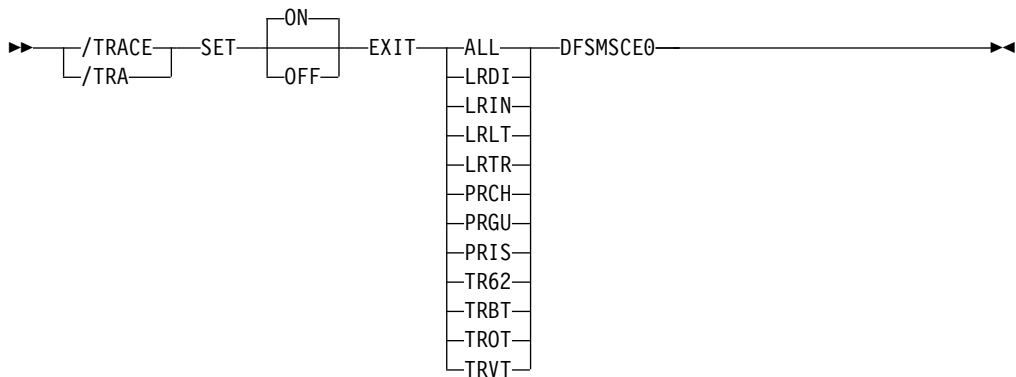 ON
/TRACE SET EXIT ALL DFSMSCE0
/TRA OFF LRDI
LRIN
LRLT
LRTR
PRCH
PRGU
PRIS
TR62
TRBT
TROT
TRVT